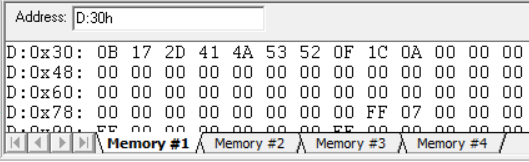 Address: D:30h
D:0x30: 0B 17 2D 41 4A 53 52 0F 1C 0A 00 00 00
D:0x48: 00 00 00 00 00 00 00 00 00 00 00 00 00
D:0x60: 00 00 00 00 00 00 00 00 00 00 00 00 00
D:0x78: 00 00 00 00 00 00 00 00 FF 07 00 00 00
Memory #1 Memory #2 Memory #3 Memory #4